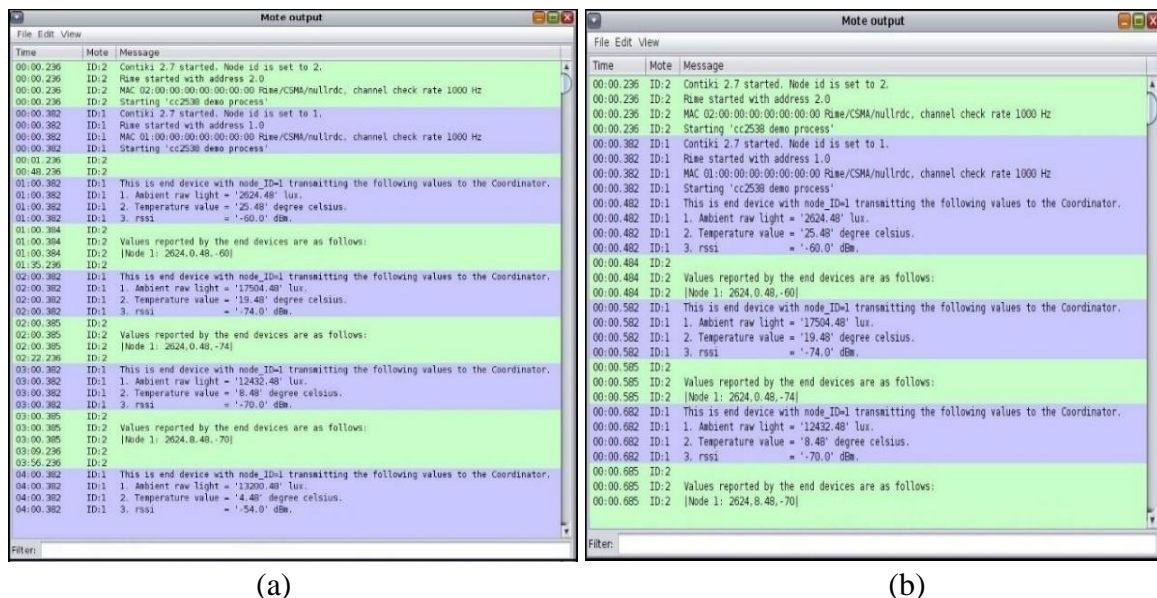 Mote output
File Edit View
Time Mote Message
00:00.236 ID:2 Contiki 2.7 started. Node id is set to 2.
00:00.236 ID:2 Rime started with address 2.0
00:00.236 ID:2 MAC 02:00:00:00:00:00:00:00 Rime/CSMA/nullrdc, channel check rate 1000 Hz
00:00.236 ID:2 Starting 'cc2538 demo process'
00:00.382 ID:1 Contiki 2.7 started. Node id is set to 1.
00:00.382 ID:1 Rime started with address 1.0
00:00.382 ID:1 MAC 01:00:00:00:00:00:00:00 Rime/CSMA/nullrdc, channel check rate 1000 Hz
00:00.382 ID:1 Starting 'cc2538 demo process'
00:01.236 ID:2
00:48.236 ID:2
01:00.382 ID:1 This is end device with node_ID=1 transmitting the following values to the Coordinator.
01:00.382 ID:1 1. Ambient raw light = '2624.48' lux.
01:00.382 ID:1 2. Temperature value = '25.48' degree celsius.
01:00.382 ID:1 3. rssi = '-60.0' dBm.
01:00.384 ID:2
01:00.384 ID:2 Values reported by the end devices are as follows:
01:00.384 ID:2 |Node 1: 2624,0.48,-60|
01:35.236 ID:2
02:00.382 ID:1 This is end device with node_ID=1 transmitting the following values to the Coordinator.
02:00.382 ID:1 1. Ambient raw light = '17504.48' lux.
02:00.382 ID:1 2. Temperature value = '19.48' degree celsius.
02:00.382 ID:1 3. rssi = '-74.0' dBm.
02:00.385 ID:2
02:00.385 ID:2 Values reported by the end devices are as follows:
02:00.385 ID:2 |Node 1: 2624,0.48,-74|
02:22.236 ID:2
03:00.382 ID:1 This is end device with node_ID=1 transmitting the following values to the Coordinator.
03:00.382 ID:1 1. Ambient raw light = '12432.48' lux.
03:00.382 ID:1 2. Temperature value = '8.48' degree celsius.
03:00.382 ID:1 3. rssi = '-70.0' dBm.
03:00.385 ID:2
03:00.385 ID:2 Values reported by the end devices are as follows:
03:00.385 ID:2 |Node 1: 2624,8.48,-70|
03:09.236 ID:2
03:56.236 ID:2
04:00.382 ID:1 This is end device with node_ID=1 transmitting the following values to the Coordinator.
04:00.382 ID:1 1. Ambient raw light = '13200.48' lux.
04:00.382 ID:1 2. Temperature value = '4.48' degree celsius.
04:00.382 ID:1 3. rssi = '-54.0' dBm.
Filter:
(a)
Mote output
File Edit View
Time Mote Message
00:00.236 ID:2 Contiki 2.7 started. Node id is set to 2.
00:00.236 ID:2 Rime started with address 2.0
00:00.236 ID:2 MAC 02:00:00:00:00:00:00:00 Rime/CSMA/nullrdc, channel check rate 1000 Hz
00:00.236 ID:2 Starting 'cc2538 demo process'
00:00.382 ID:1 Contiki 2.7 started. Node id is set to 1.
00:00.382 ID:1 Rime started with address 1.0
00:00.382 ID:1 MAC 01:00:00:00:00:00:00:00 Rime/CSMA/nullrdc, channel check rate 1000 Hz
00:00.382 ID:1 Starting 'cc2538 demo process'
00:00.482 ID:1 This is end device with node_ID=1 transmitting the following values to the Coordinator.
00:00.482 ID:1 1. Ambient raw light = '2624.48' lux.
00:00.482 ID:1 2. Temperature value = '25.48' degree celsius.
00:00.482 ID:1 3. rssi = '-60.0' dBm.
00:00.484 ID:2
00:00.484 ID:2 Values reported by the end devices are as follows:
00:00.484 ID:2 |Node 1: 2624,0.48,-60|
00:00.582 ID:1 This is end device with node_ID=1 transmitting the following values to the Coordinator.
00:00.582 ID:1 1. Ambient raw light = '17504.48' lux.
00:00.582 ID:1 2. Temperature value = '19.48' degree celsius.
00:00.582 ID:1 3. rssi = '-74.0' dBm.
00:00.585 ID:2
00:00.585 ID:2 Values reported by the end devices are as follows:
00:00.585 ID:2 |Node 1: 2624,0.48,-74|
00:00.682 ID:1 This is end device with node_ID=1 transmitting the following values to the Coordinator.
00:00.682 ID:1 1. Ambient raw light = '12432.48' lux.
00:00.682 ID:1 2. Temperature value = '8.48' degree celsius.
00:00.682 ID:1 3. rssi = '-70.0' dBm.
00:00.685 ID:2
00:00.685 ID:2 Values reported by the end devices are as follows:
00:00.685 ID:2 |Node 1: 2624,8.48,-70|
Filter:
(b)